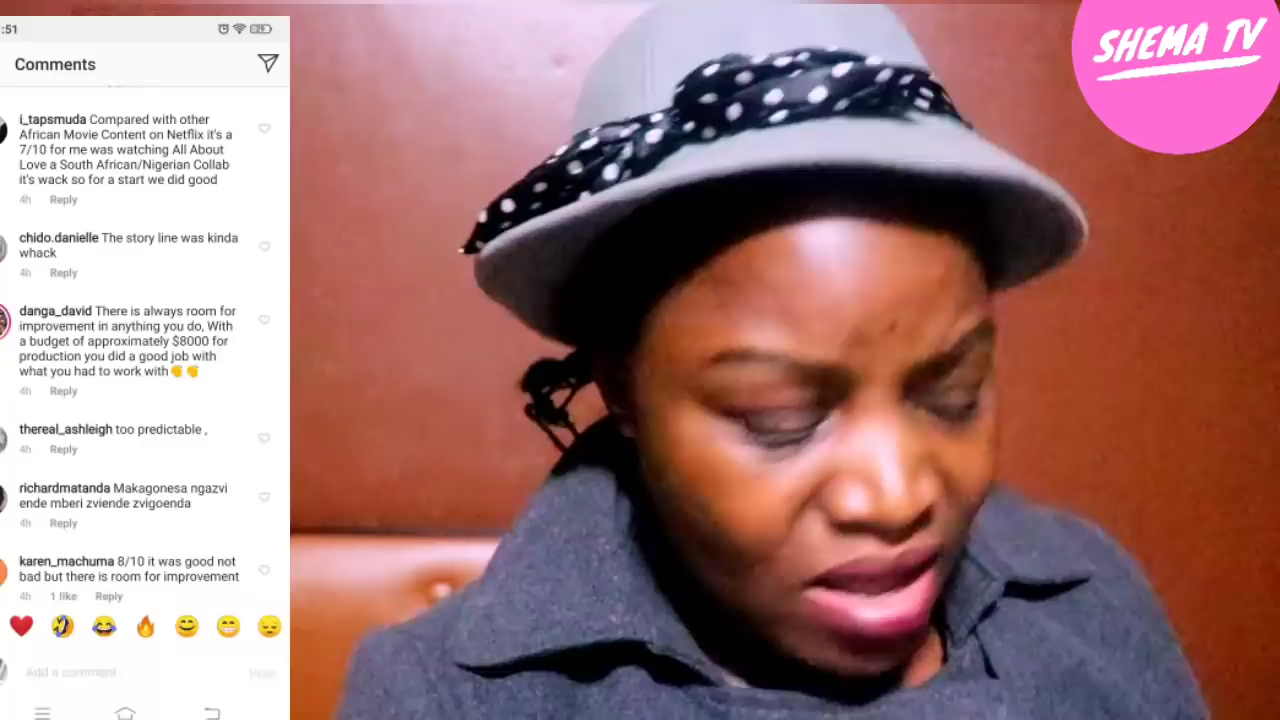 :51
29
Comments
i_tapsmuda Compared with other
African Movie Content on Netflix it's a
7/10 for me was watching All About
Love a South African/Nigerian Collab
it's wack so for a start we did good
4h Reply
chido.danielle The story line was kinda
whack
4h Reply
danga_david There is always room for
improvement in anything you do, With
a budget of approximately $8000 for
production you did a good job with
what you had to work with👏👏
4h Reply
thereal_ashleigh too predictable ,
4h Reply
richardmatanda Makagonesa ngazvi
ende mberi zviende zvigoenda
4h Reply
karen_machuma 8/10 it was good not
bad but there is room for improvement
4h 1 like Reply
Add a comment
Post
SHEMA TV